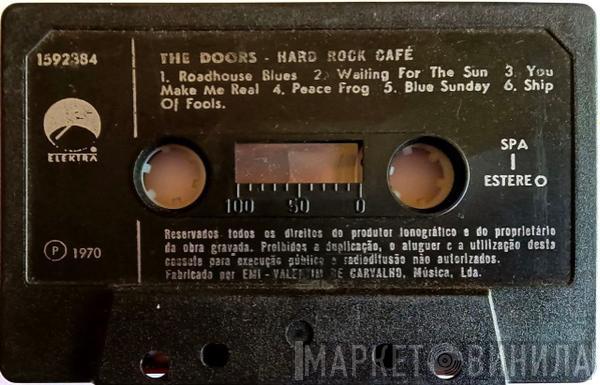 1592384
THE DOORS - HARD ROCK CAFÉ
1. Roadhouse Blues 2. Waiting For The Sun 3. You
Make Me Real 4. Peace Frog 5. Blue Sunday 6. Ship
Of Fools.
ELEKTRA
SPA
1
ESTEREO
100 50 0
Ⓟ 1970
Reservados todos os direitos do produtor fonográfico e do proprietário
da obra gravada. Proibidos a duplicação, o aluguer e a utilização desta
cassete para execução pública e radiodifusão não autorizados.
Fabricado por EMI - VALENTIM DE CARVALHO, Música, Lda.
МАРКЕТ ВИНИЛА